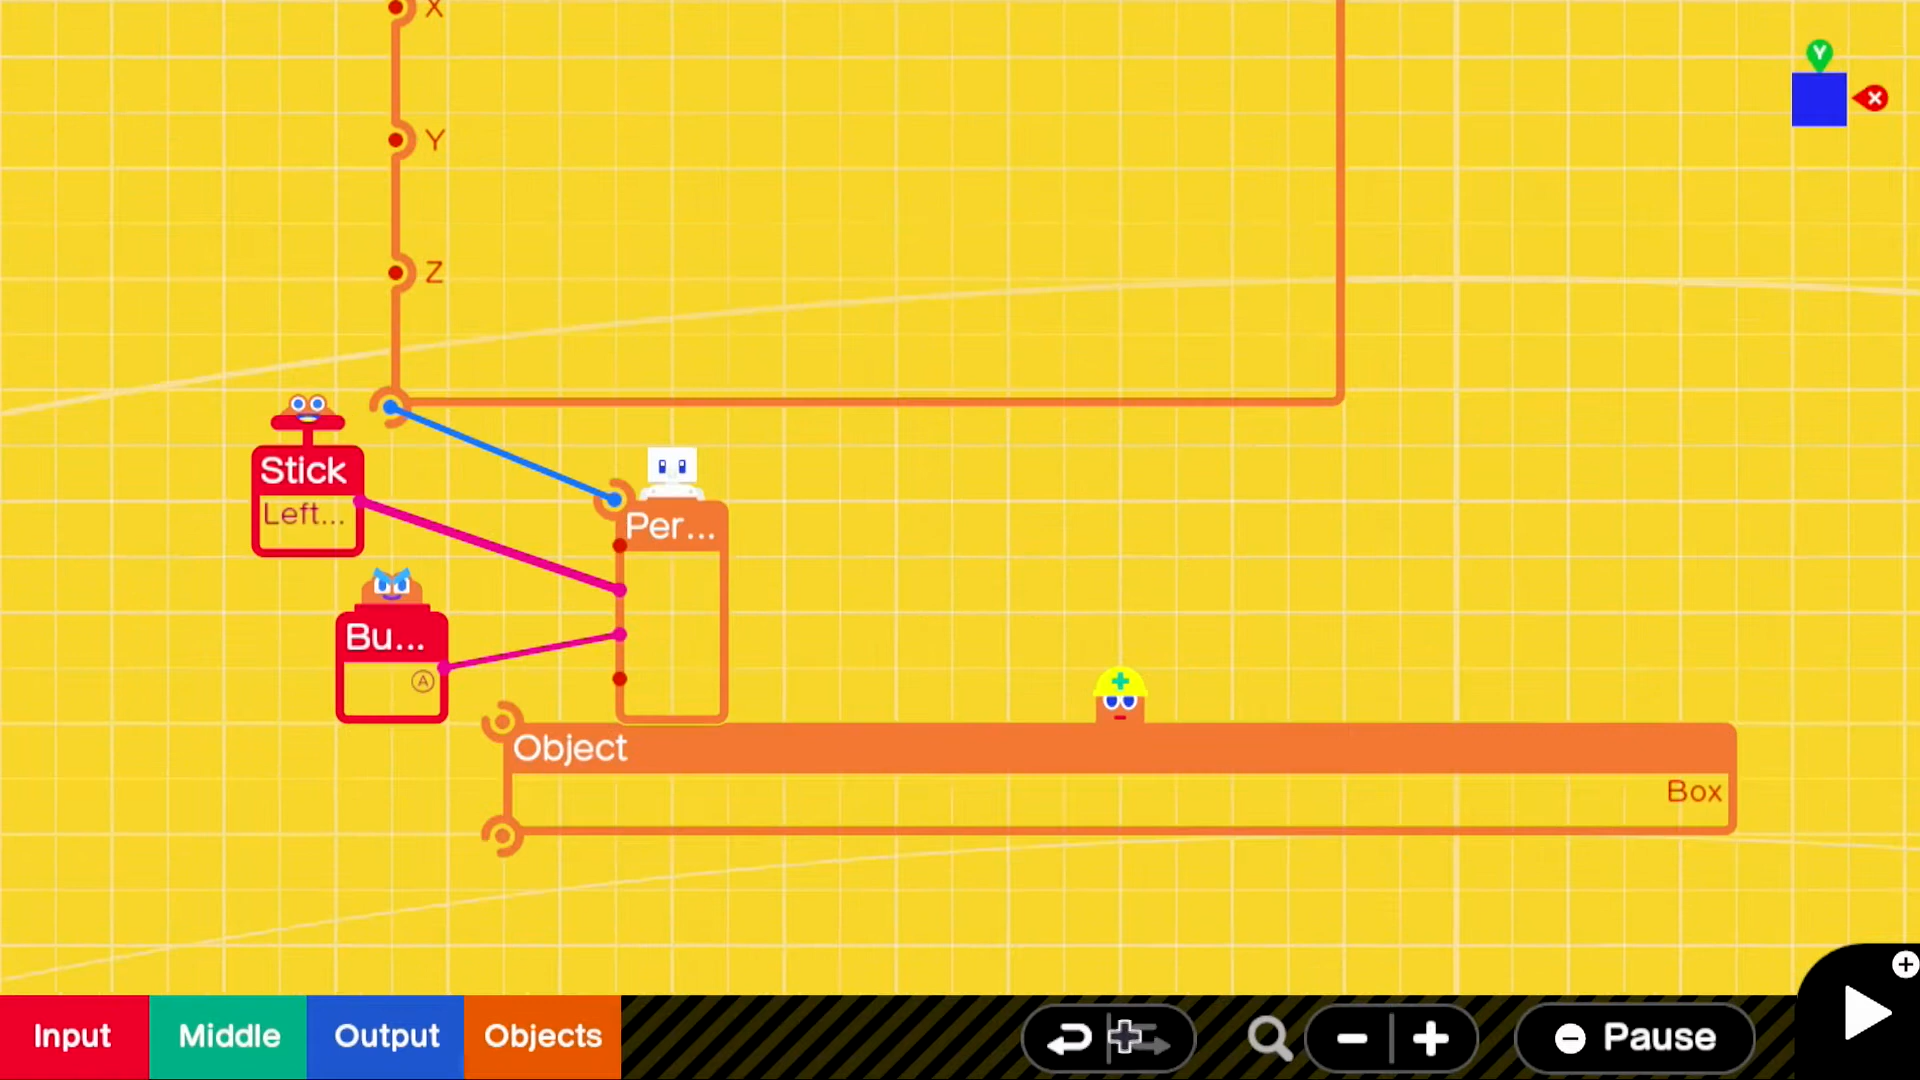 X
Y
Y
X
Z
Stick
Left...
Per...
Bu...
A
Object
Box
Input
Middle
Output
Objects
Pause